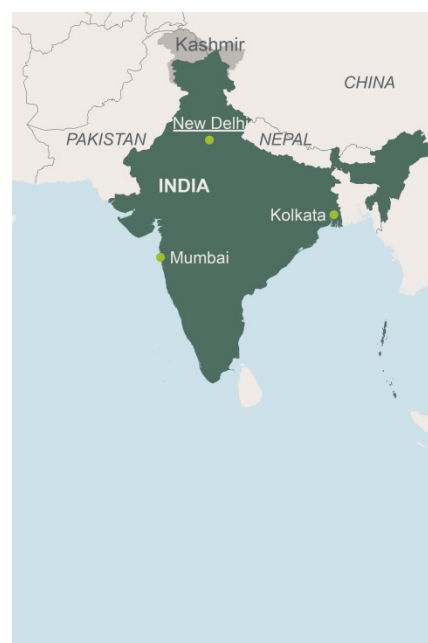 Kashmir
CHINA
New Delhi
PAKISTAN
NEPAL
INDIA
Kolkata
Mumbai